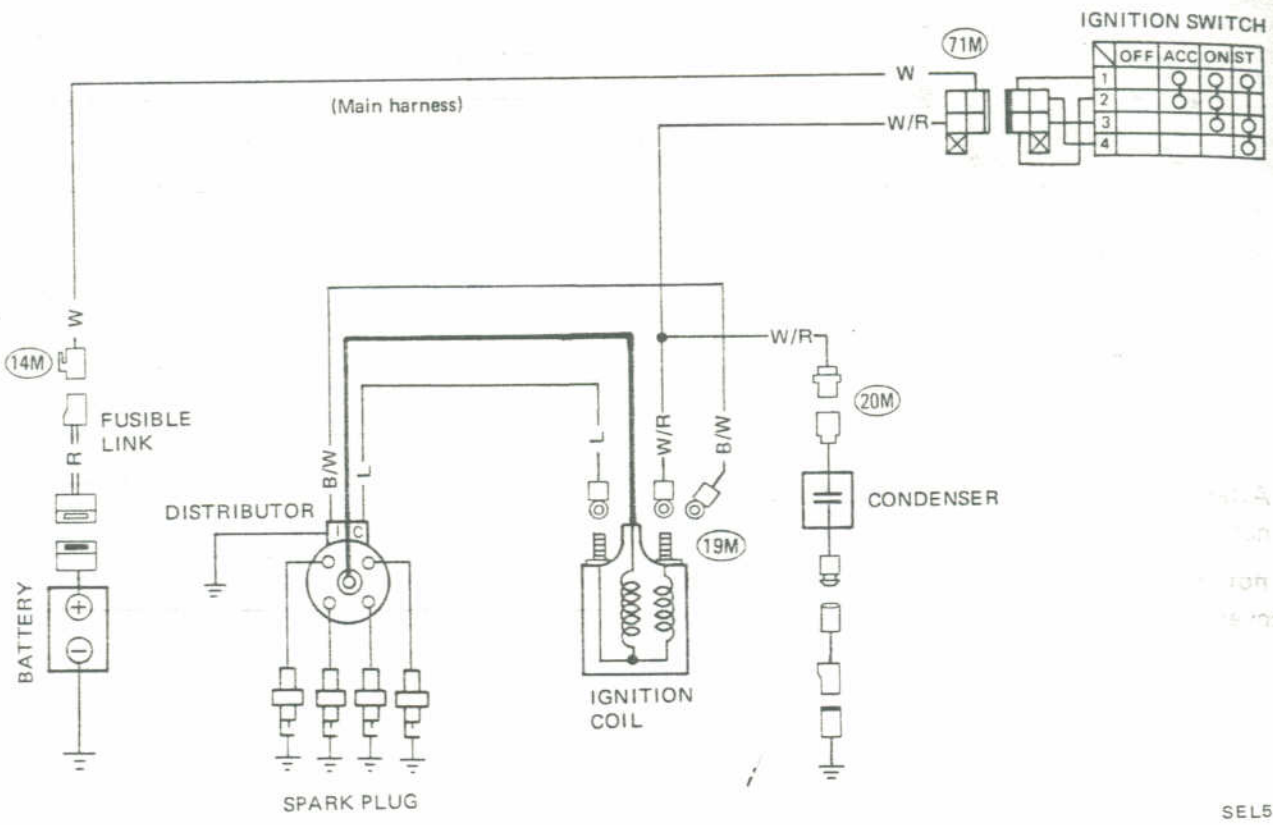 IGNITION SWITCH
OFF ACC ON ST
1
2
3
4
71M
W
(Main harness)
W/R
W
14M
FUSIBLE
LINK
R
W/R
20M
B/W
L
L
W/R
B/W
DISTRIBUTOR
I C
CONDENSER
19M
BATTERY
+
−
IGNITION
COIL
SPARK PLUG
SEL5